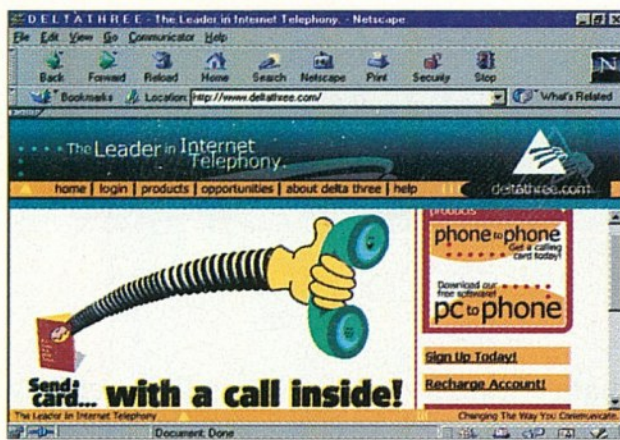 DELTATHREE - The Leader in Internet Telephony. - Netscape
File Edit View Go Communicator Help
Back Forward Reload Home Search Netscape Print Security Stop
N
Bookmarks Location: http://www.deltathree.com/ What's Related
The Leader in Internet
Telephony.
home | login | products | opportunities | about delta three | help
deltathree.com
products
phone to phone
Get a calling
card today!
Download our
free software!
pc to phone
Sign Up Today!
Recharge Account!
Send a
card... with a call inside!
The Leader in Internet Telephony
Changing The Way You Communicate.
Document: Done